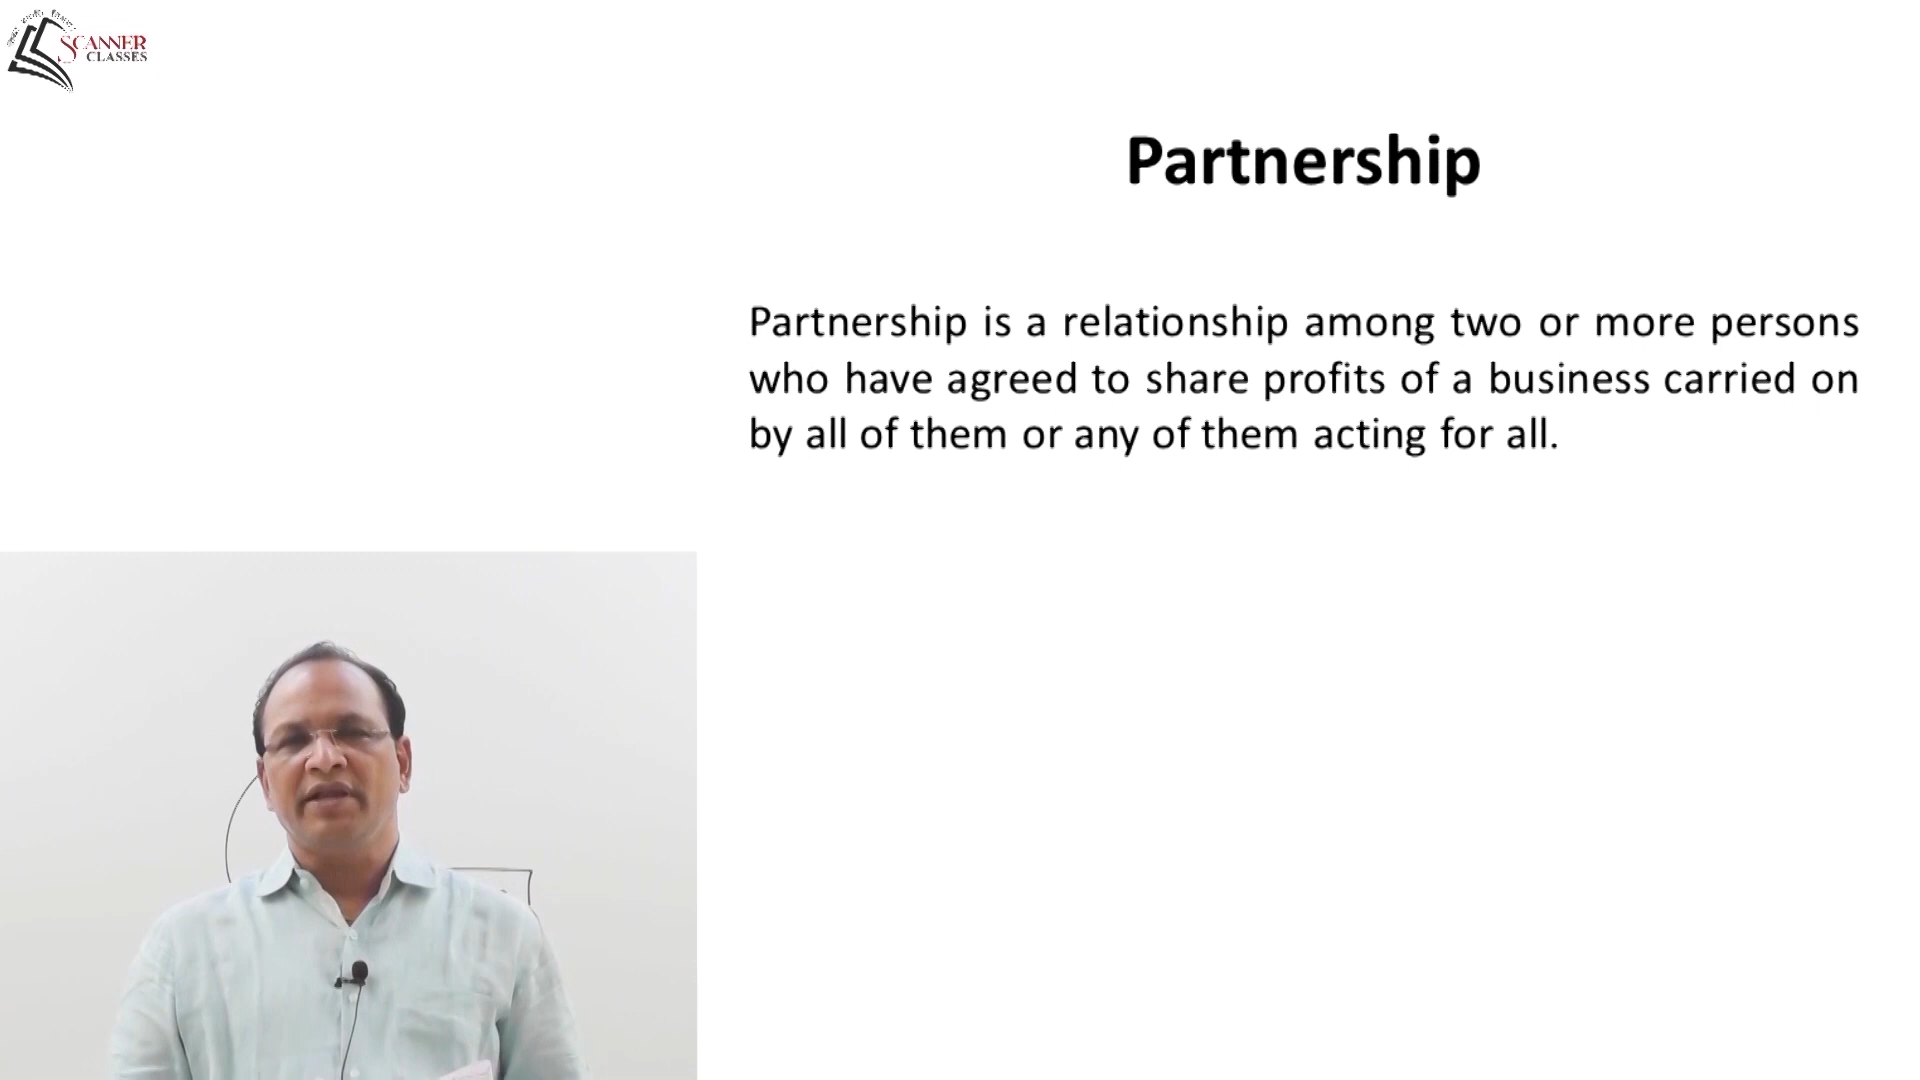 SCANNER
CLASSES
Partnership
Partnership is a relationship among two or more persons
who have agreed to share profits of a business carried on
by all of them or any of them acting for all.